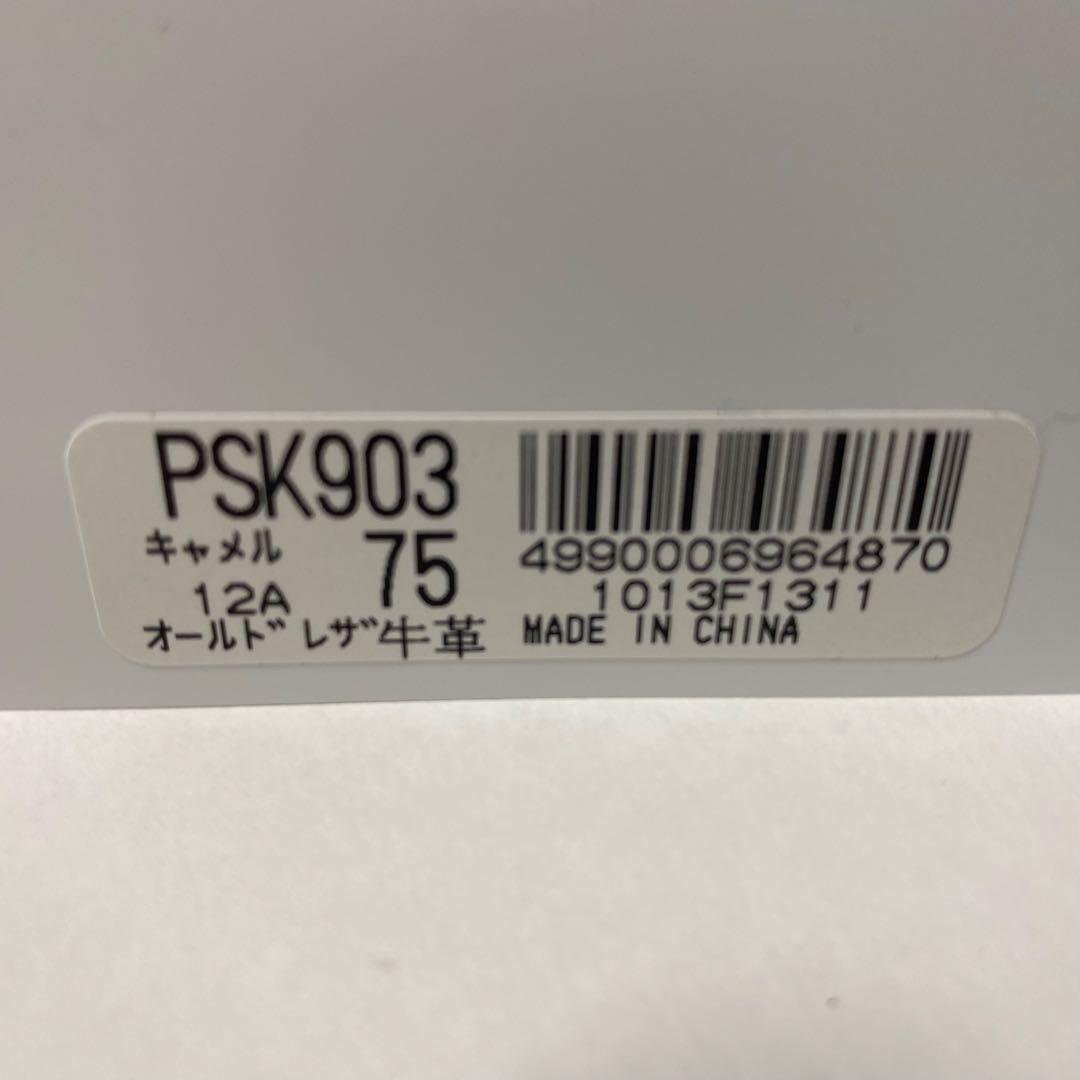 PSK903
ｷｬﾒﾙ 75
12A
ｵｰﾙﾄﾞ ﾚｻﾞ牛革
4990006964870
1013F1311
MADE IN CHINA